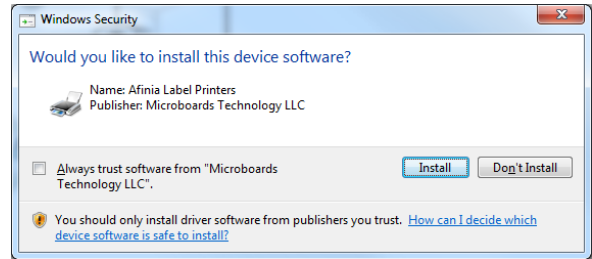 Windows Security
Would you like to install this device software?
Name: Afinia Label Printers
Publisher: Microboards Technology LLC
Always trust software from "Microboards
Technology LLC".
Install
Don't Install
You should only install driver software from publishers you trust. How can I decide which
device software is safe to install?